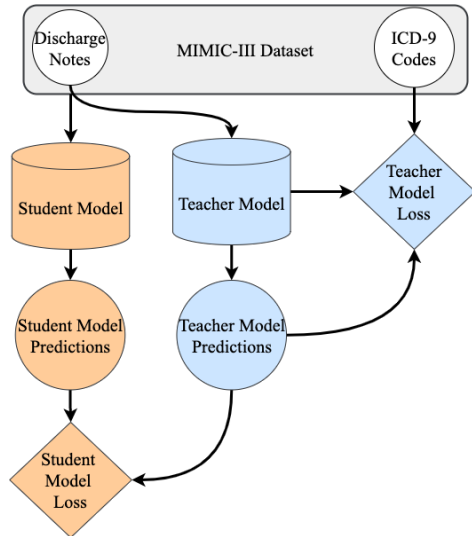 Discharge
Notes
MIMIC-III Dataset
ICD-9
Codes
Student Model
Teacher Model
Teacher
Model
Loss
Student Model
Predictions
Teacher Model
Predictions
Student
Model
Loss